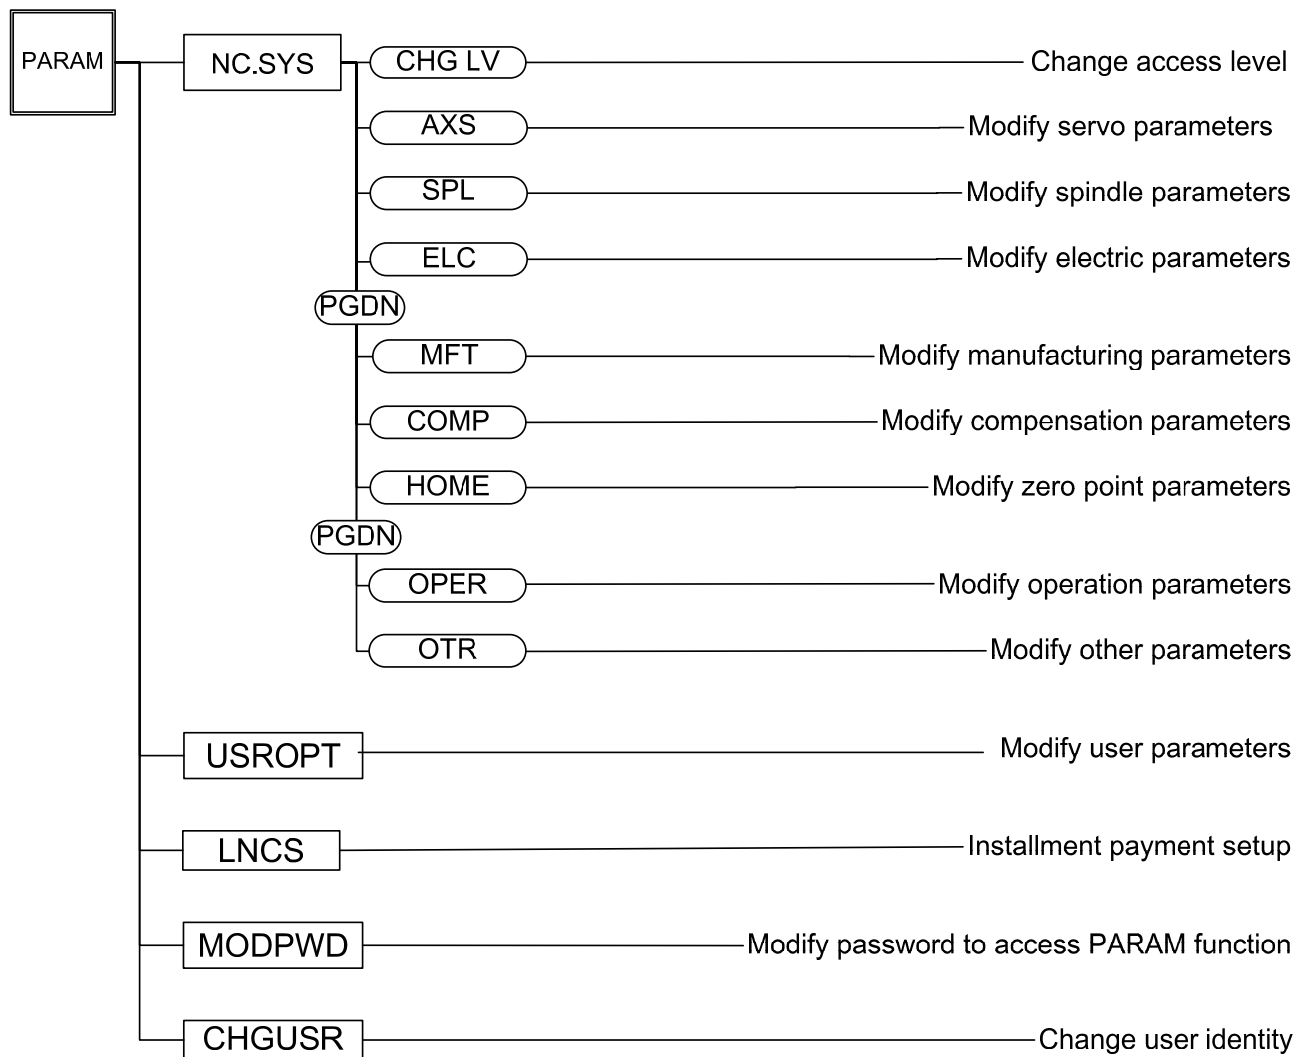 PARAM
NC.SYS
CHG LV
Change access level
AXS
Modify servo parameters
SPL
Modify spindle parameters
ELC
Modify electric parameters
PGDN
MFT
Modify manufacturing parameters
COMP
Modify compensation parameters
HOME
Modify zero point parameters
PGDN
OPER
Modify operation parameters
OTR
Modify other parameters
USROPT
Modify user parameters
LNCS
Installment payment setup
MODPWD
Modify password to access PARAM function
CHGUSR
Change user identity